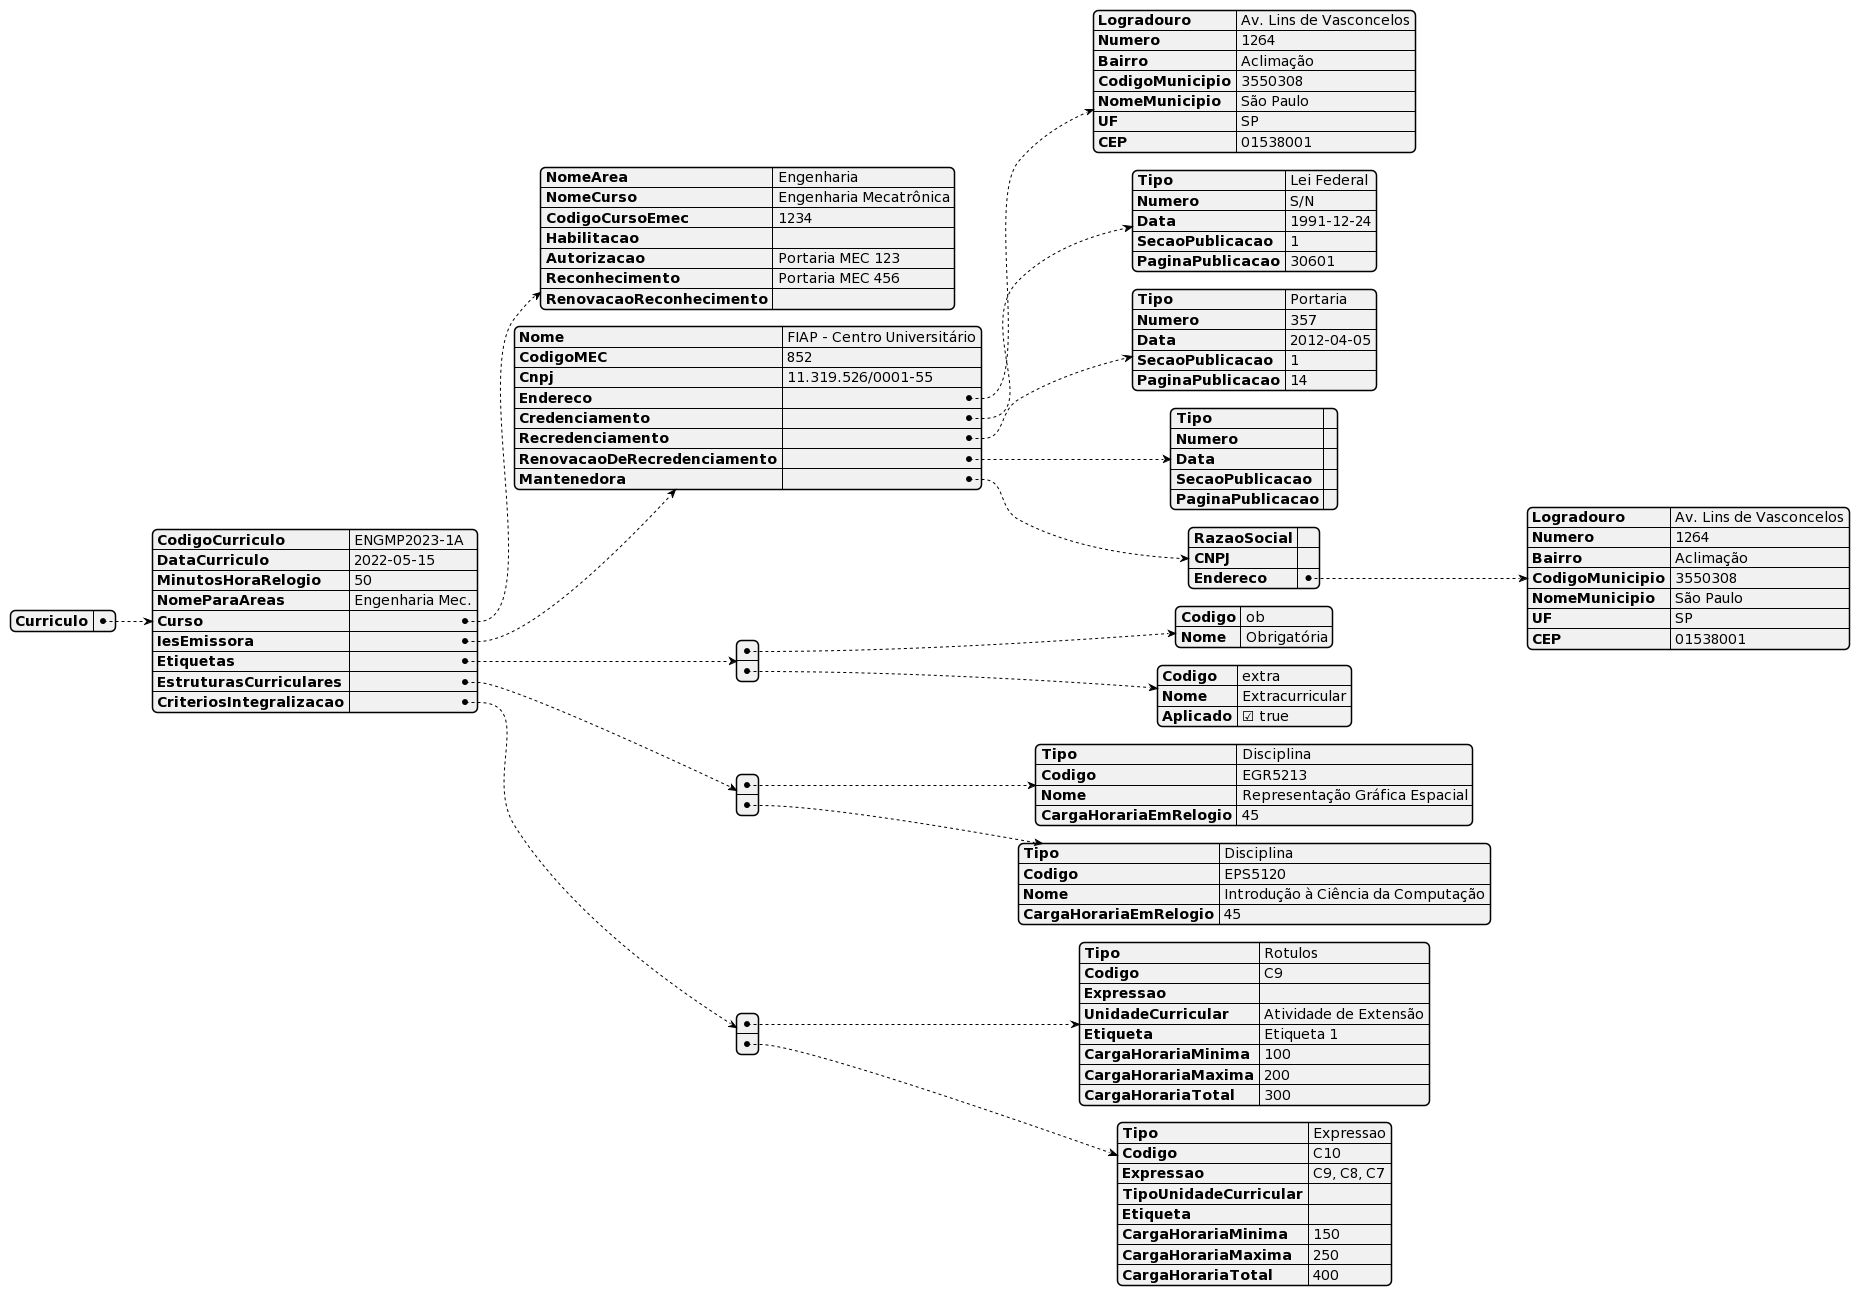 Curriculo
CodigoCurriculo ENGMP2023-1A
DataCurriculo 2022-05-15
MinutosHoraRelogio 50
NomeParaAreas Engenharia Mec.
Curso
IesEmissora
Etiquetas
EstruturasCurriculares
CriteriosIntegralizacao
NomeArea Engenharia
NomeCurso Engenharia Mecatrônica
CodigoCursoEmec 1234
Habilitacao
Autorizacao Portaria MEC 123
Reconhecimento Portaria MEC 456
RenovacaoReconhecimento
Nome FIAP - Centro Universitário
CodigoMEC 852
Cnpj 11.319.526/0001-55
Endereco
Credenciamento
Recredenciamento
RenovacaoDeRecredenciamento
Mantenedora
Logradouro Av. Lins de Vasconcelos
Numero 1264
Bairro Aclimação
CodigoMunicipio 3550308
NomeMunicipio São Paulo
UF SP
CEP 01538001
Tipo Lei Federal
Numero S/N
Data 1991-12-24
SecaoPublicacao 1
PaginaPublicacao 30601
Tipo Portaria
Numero 357
Data 2012-04-05
SecaoPublicacao 1
PaginaPublicacao 14
Tipo
Numero
Data
SecaoPublicacao
PaginaPublicacao
RazaoSocial
CNPJ
Endereco
Logradouro Av. Lins de Vasconcelos
Numero 1264
Bairro Aclimação
CodigoMunicipio 3550308
NomeMunicipio São Paulo
UF SP
CEP 01538001
Codigo ob
Nome Obrigatória
Codigo extra
Nome Extracurricular
Aplicado ☑ true
Tipo Disciplina
Codigo EGR5213
Nome Representação Gráfica Espacial
CargaHorariaEmRelogio 45
Tipo Disciplina
Codigo EPS5120
Nome Introdução à Ciência da Computação
CargaHorariaEmRelogio 45
Tipo Rotulos
Codigo C9
Expressao
UnidadeCurricular Atividade de Extensão
Etiqueta Etiqueta 1
CargaHorariaMinima 100
CargaHorariaMaxima 200
CargaHorariaTotal 300
Tipo Expressao
Codigo C10
Expressao C9, C8, C7
TipoUnidadeCurricular
Etiqueta
CargaHorariaMinima 150
CargaHorariaMaxima 250
CargaHorariaTotal 400